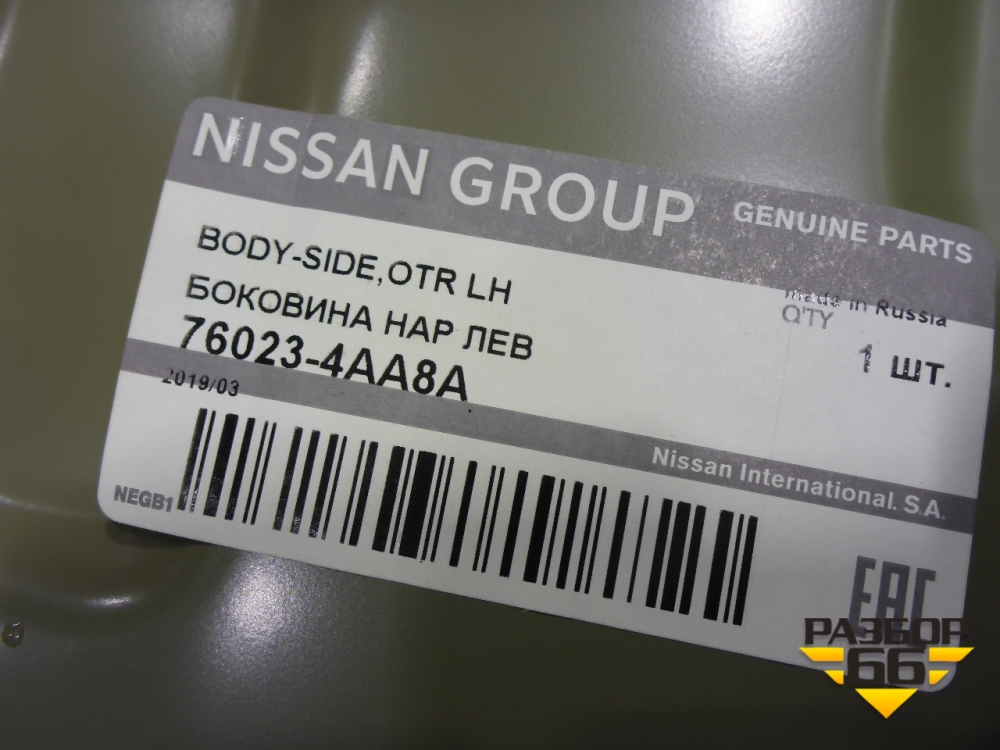 NISSAN GROUP GENUINE PARTS
BODY-SIDE,OTR LH
made in Russia
БОКОВИНА НАР ЛЕВ
Q'TY
76023-4AA8A
1 шт.
2019/03
Nissan International. S.A.
NEGB1
EAC
РАЗБОР
66